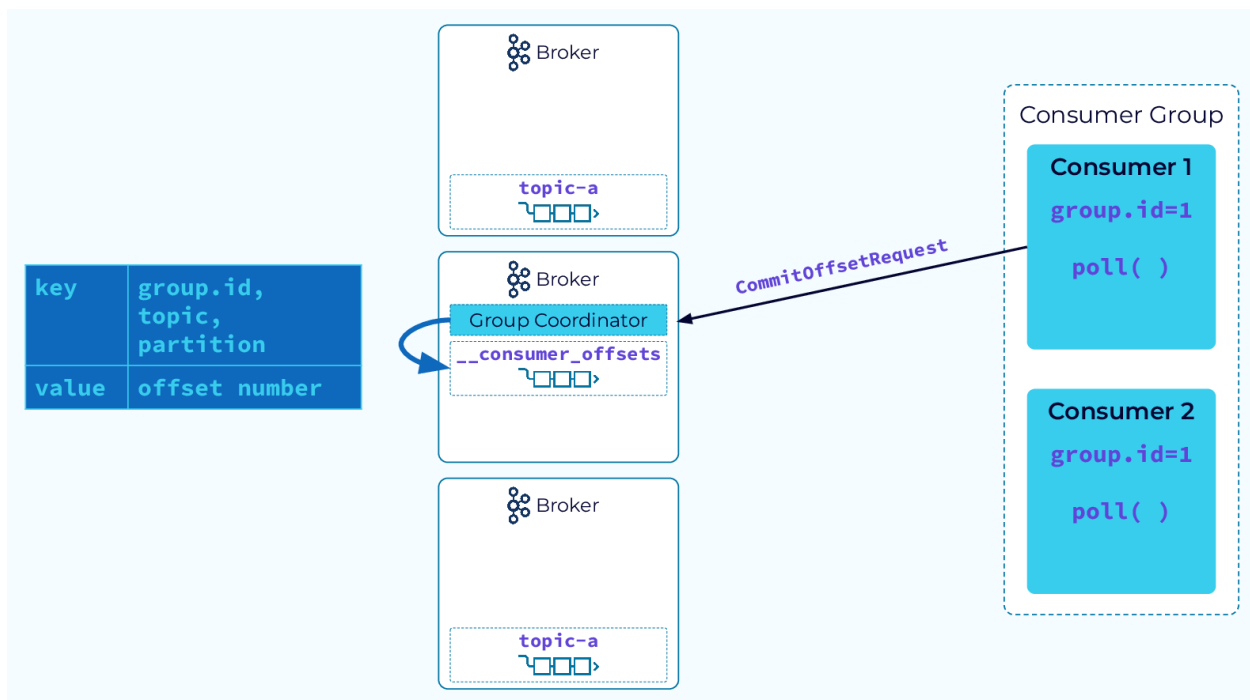 Broker
topic-a
Broker
Group Coordinator
__consumer_offsets
Broker
topic-a
key
group.id,
topic,
partition
value
offset number
CommitOffsetRequest
Consumer Group
Consumer 1
group.id=1
poll( )
Consumer 2
group.id=1
poll( )